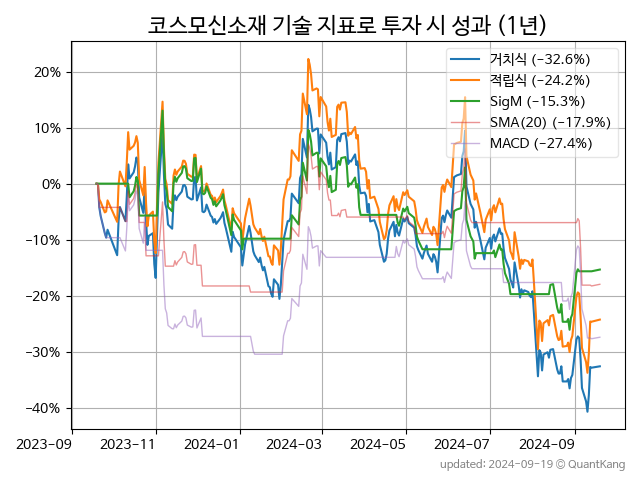 코스모신소재 기술 지표로 투자 시 성과 (1년)
거치식 (−32.6%)
적립식 (−24.2%)
SigM (−15.3%)
SMA(20) (−17.9%)
MACD (−27.4%)
20%
10%
0%
−10%
−20%
−30%
−40%
2023-09 2023-11 2024-01 2024-03 2024-05 2024-07 2024-09
updated: 2024-09-19 ⓒ QuantKang